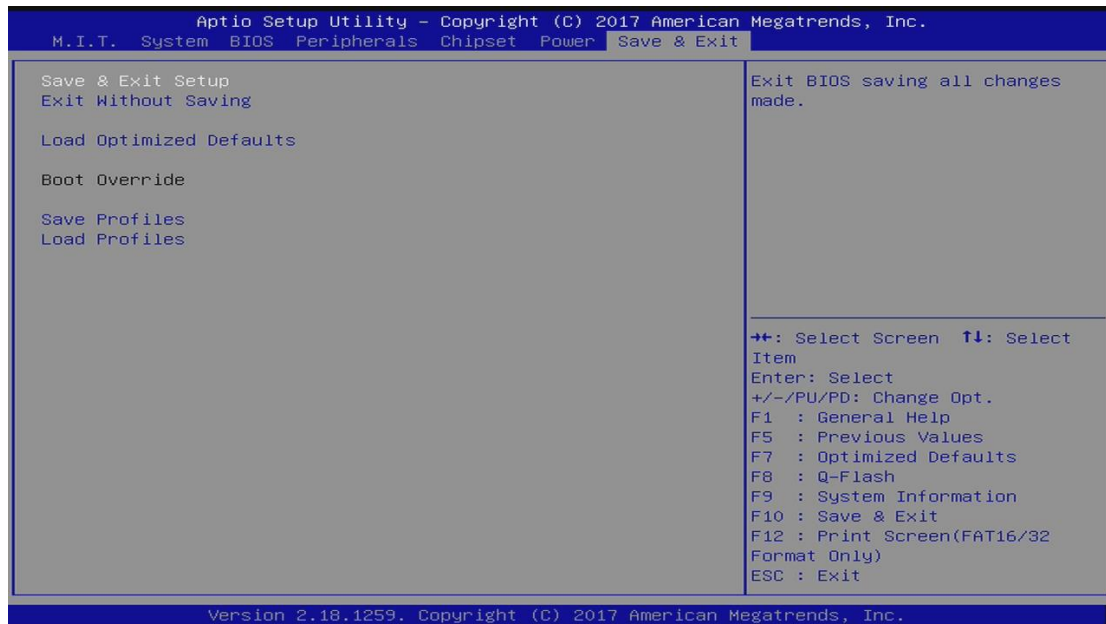 Aptio Setup Utility – Copyright (C) 2017 American Megatrends, Inc.
M.I.T. System BIOS Peripherals Chipset Power Save & Exit
Save & Exit Setup
Exit Without Saving
Load Optimized Defaults
Boot Override
Save Profiles
Load Profiles
Exit BIOS saving all changes
made.
→←: Select Screen ↑↓: Select
Item
Enter: Select
+/-/PU/PD: Change Opt.
F1 : General Help
F5 : Previous Values
F7 : Optimized Defaults
F8 : Q-Flash
F9 : System Information
F10 : Save & Exit
F12 : Print Screen(FAT16/32
Format Only)
ESC : Exit
Version 2.18.1259. Copyright (C) 2017 American Megatrends, Inc.